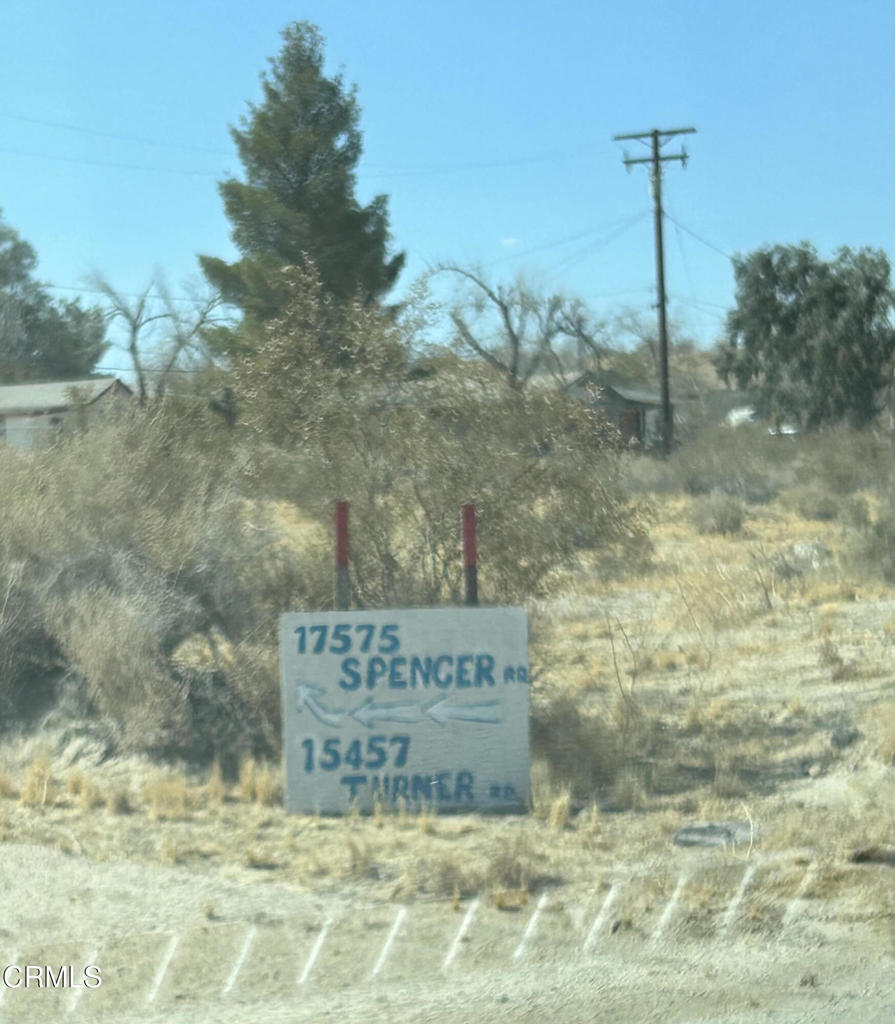 17575
SPENCER RD.
15457
TURNER RD.
CRMLS